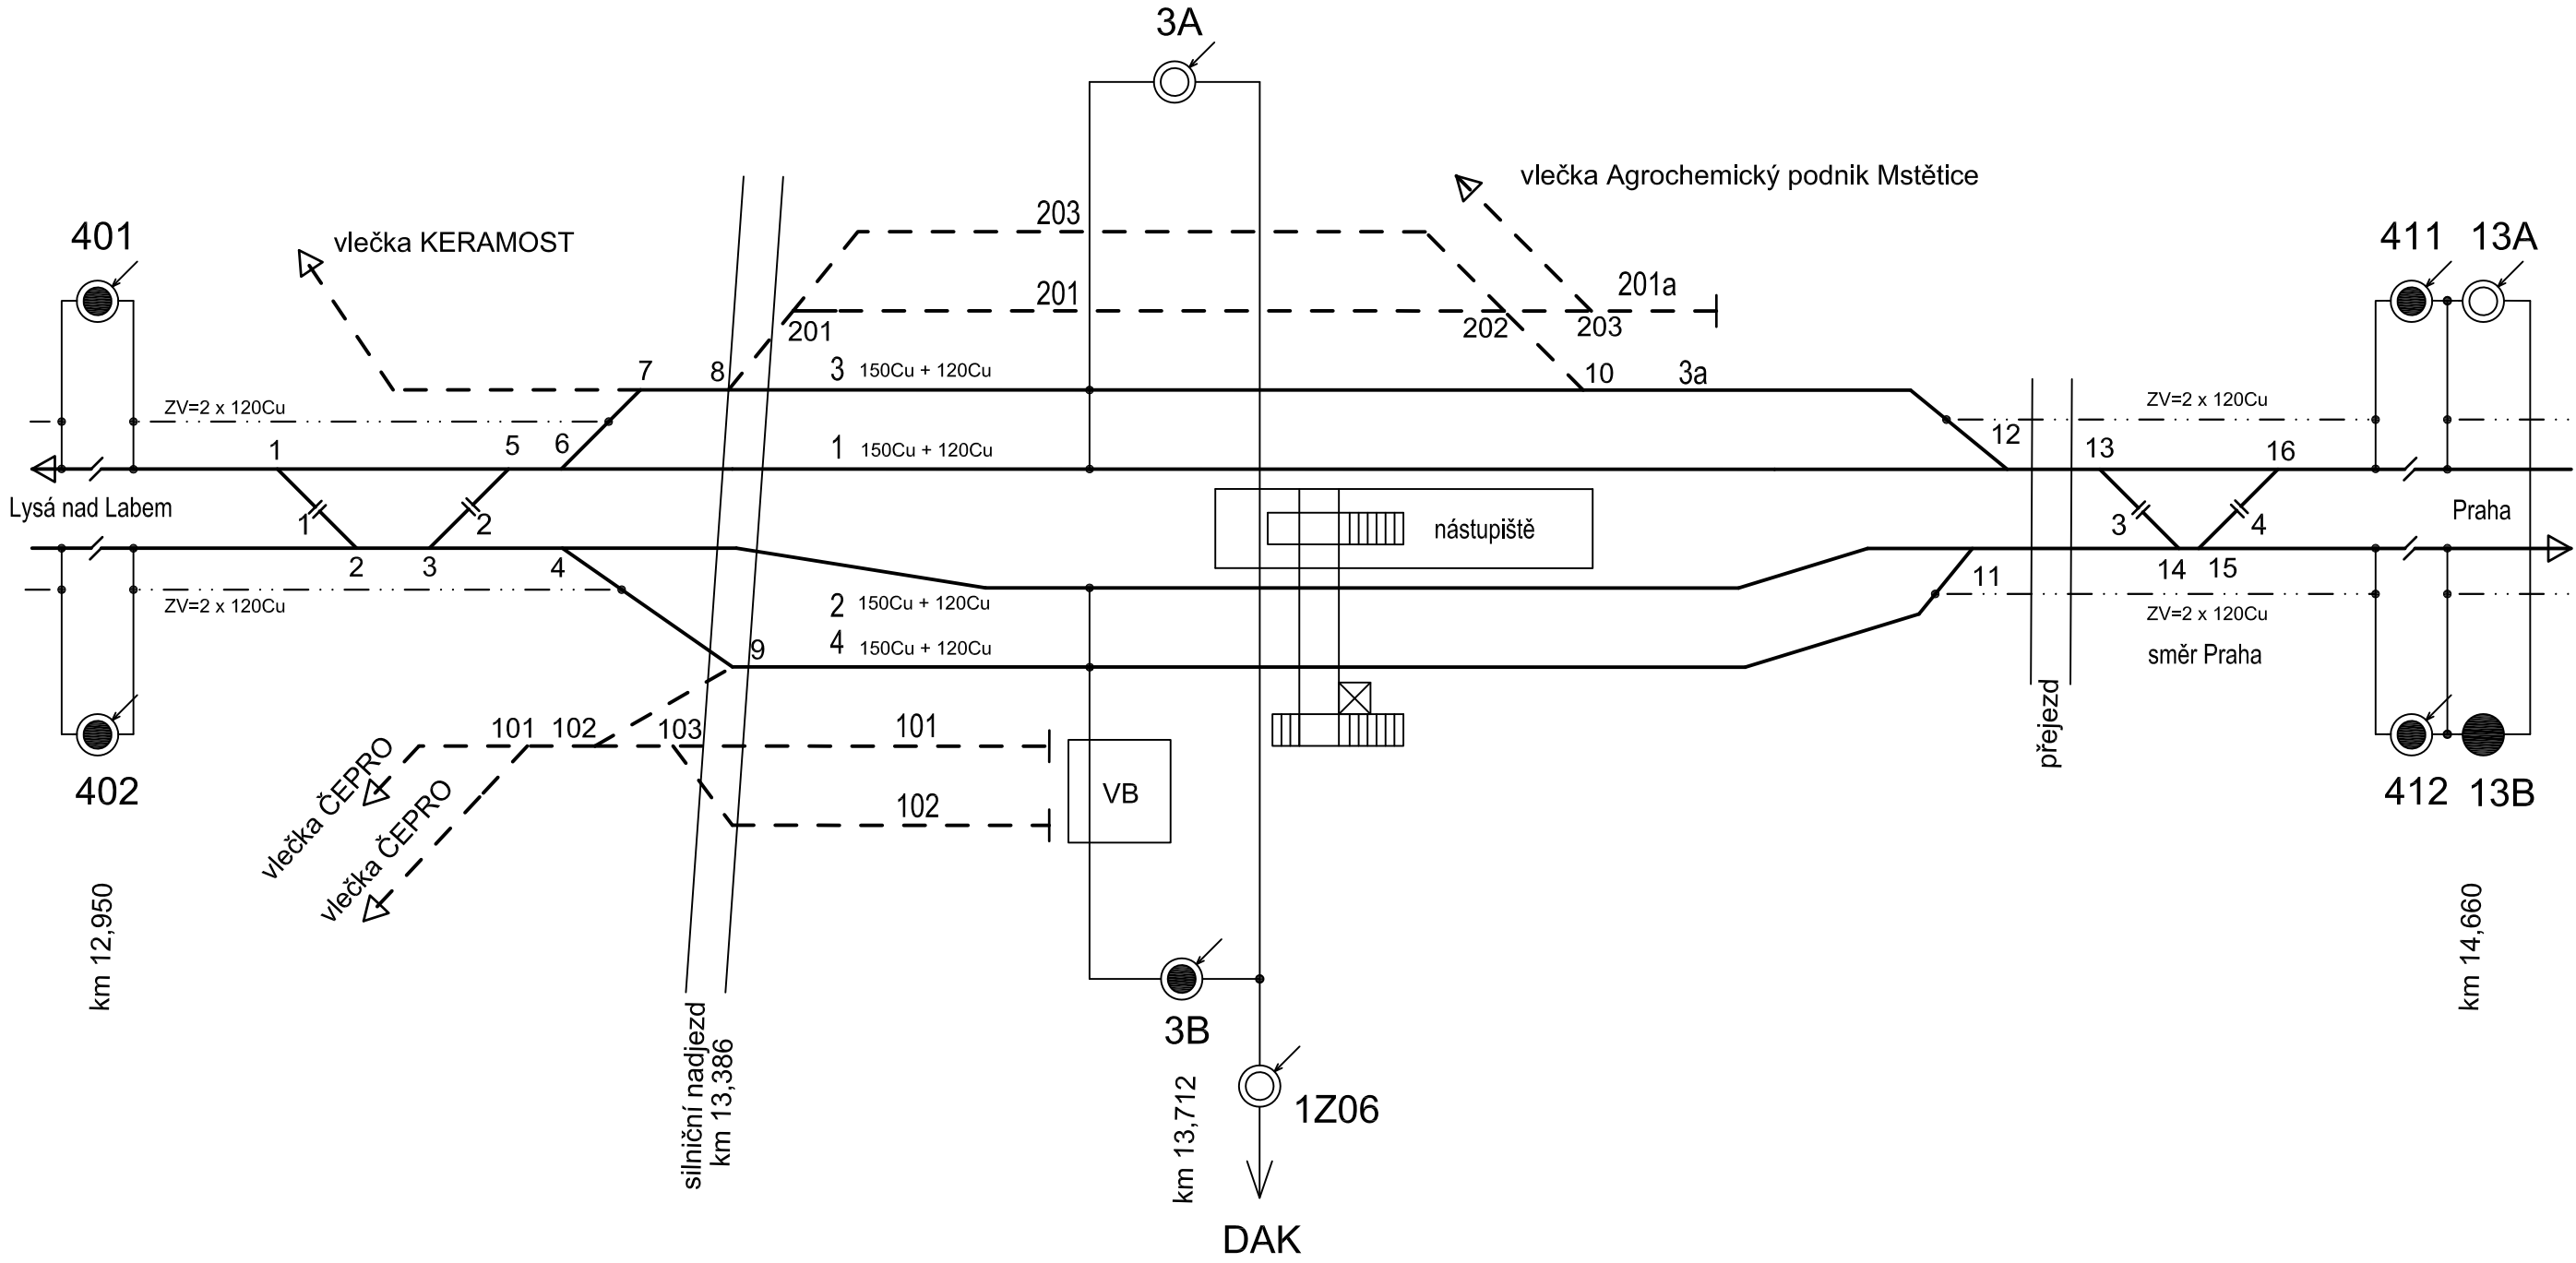 3A
vlečka Agrochemický podnik Mstětice
203
401
vlečka KERAMOST
411
13A
201
201a
201
202
203
7
8
3
150Cu + 120Cu
10
3a
ZV=2 x 120Cu
ZV=2 x 120Cu
1
5
6
1
150Cu + 120Cu
12
13
16
Lysá nad Labem
1
2
nástupiště
3
4
Praha
2
3
4
14
15
11
ZV=2 x 120Cu
2
150Cu + 120Cu
ZV=2 x 120Cu
4
150Cu + 120Cu
9
směr Praha
přejezd
101
102
103
101
402
vlečka ČEPRO
vlečka ČEPRO
102
VB
412
13B
km 12,950
km 14,660
silniční nadjezd
km 13,386
3B
km 13,712
1Z06
DAK